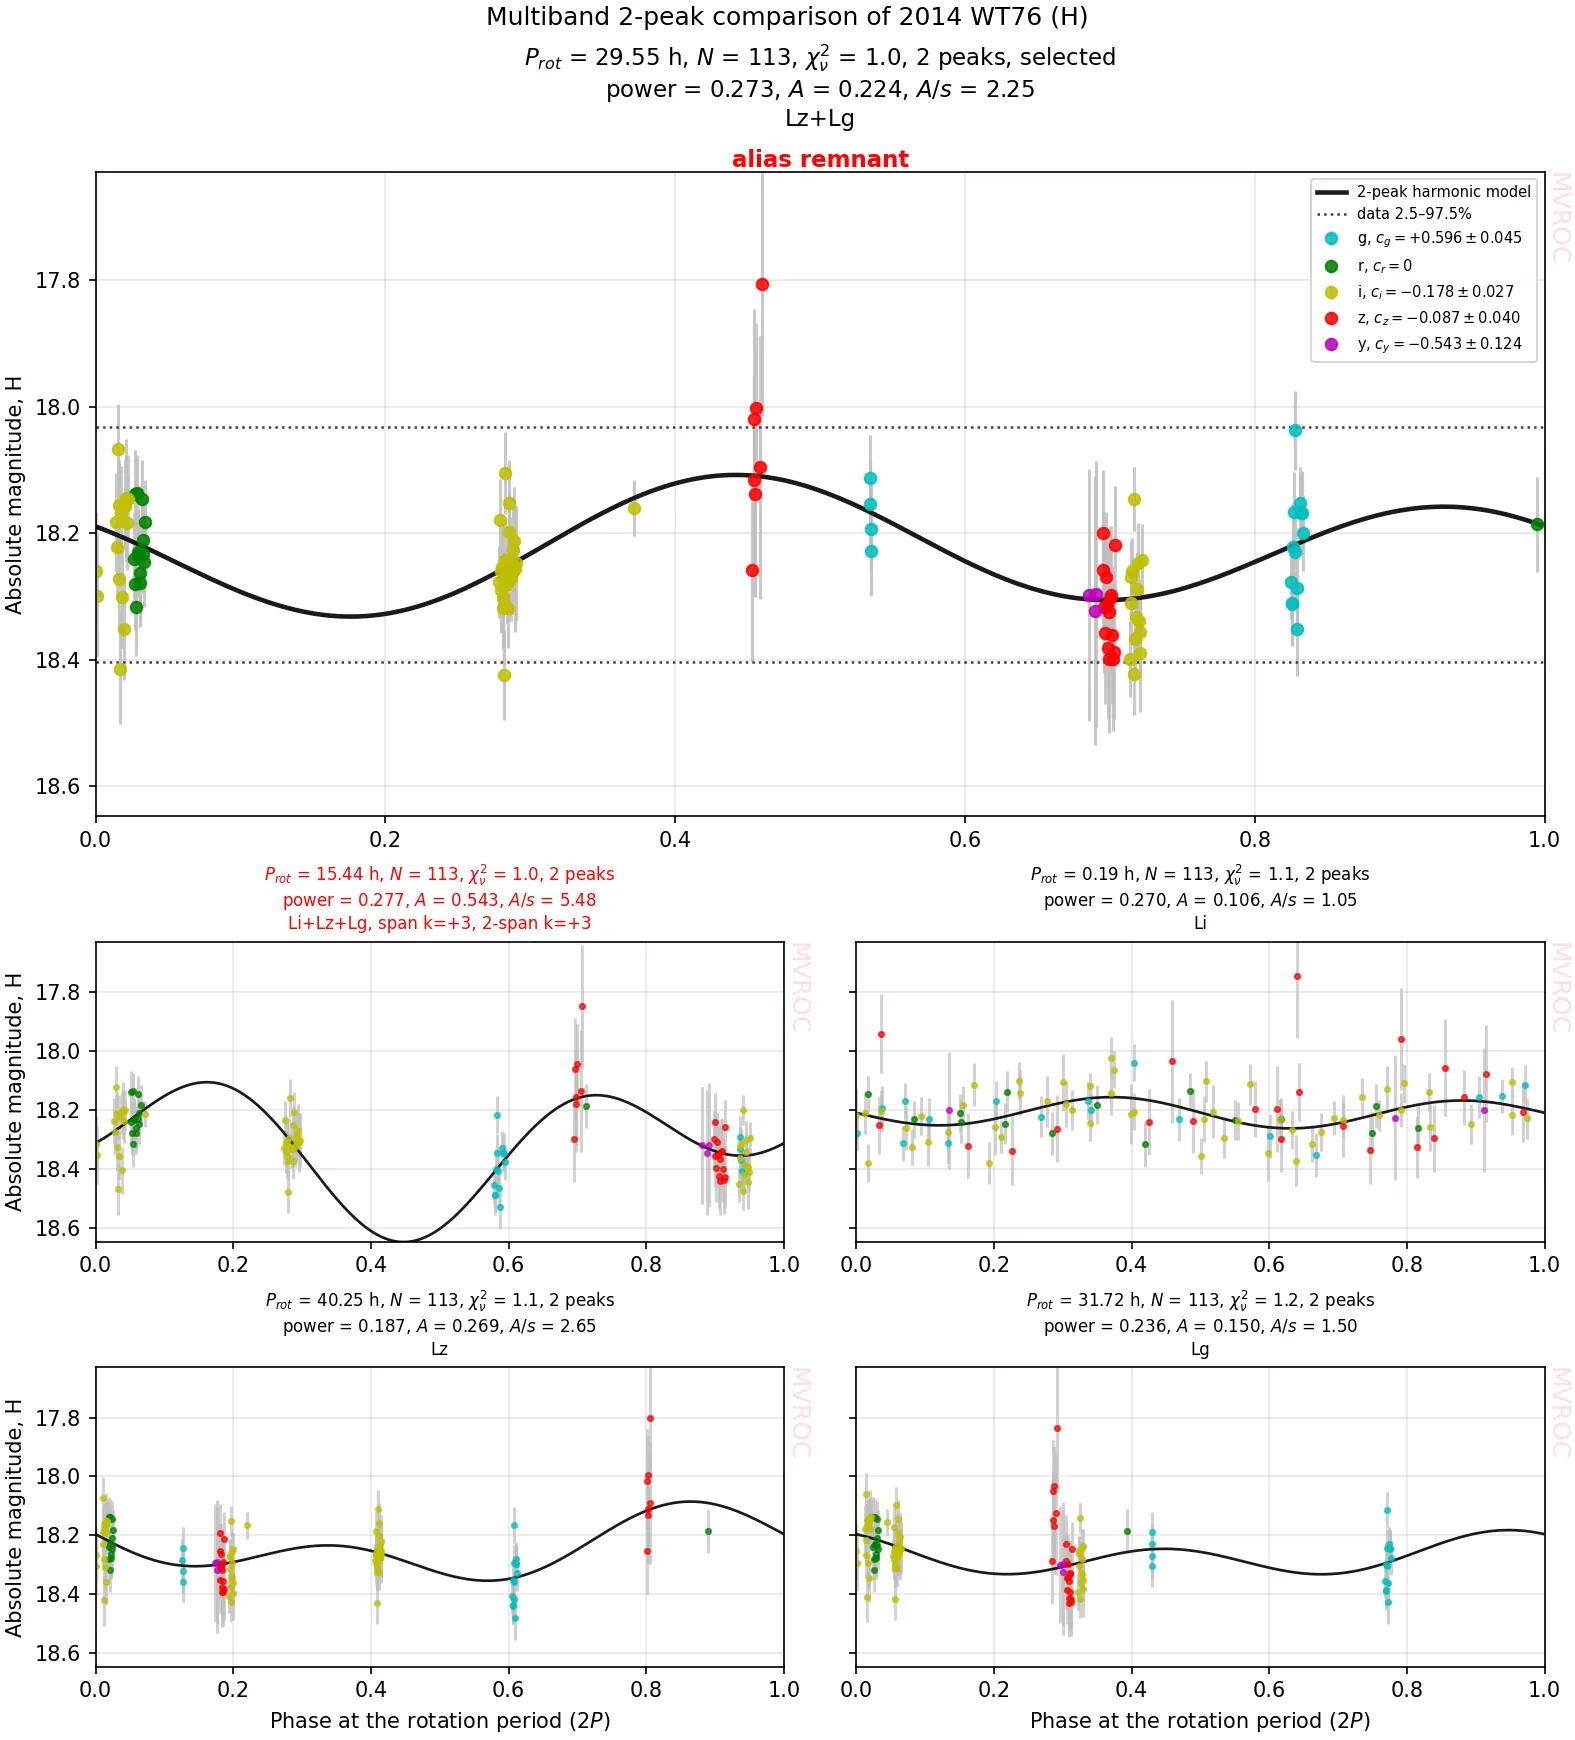 Multiband 2-peak comparison of 2014 WT76 (H)
P_rot = 29.55 h, N = 113, χ²_ν = 1.0, 2 peaks, selected
power = 0.273, A = 0.224, A/s = 2.25
Lz+Lg
alias remnant
2-peak harmonic model
data 2.5–97.5%
g, c_g = +0.596 ± 0.045
r, c_r = 0
i, c_i = −0.178 ± 0.027
z, c_z = −0.087 ± 0.040
y, c_y = −0.543 ± 0.124
MVROC
Absolute magnitude, H
17.8
18.0
18.2
18.4
18.6
0.0 0.2 0.4 0.6 0.8 1.0
P_rot = 15.44 h, N = 113, χ²_ν = 1.0, 2 peaks
power = 0.277, A = 0.543, A/s = 5.48
Li+Lz+Lg, span k=+3, 2-span k=+3
MVROC
Absolute magnitude, H
17.8
18.0
18.2
18.4
18.6
0.0 0.2 0.4 0.6 0.8 1.0
P_rot = 0.19 h, N = 113, χ²_ν = 1.1, 2 peaks
power = 0.270, A = 0.106, A/s = 1.05
Li
MVROC
0.0 0.2 0.4 0.6 0.8 1.0
P_rot = 40.25 h, N = 113, χ²_ν = 1.1, 2 peaks
power = 0.187, A = 0.269, A/s = 2.65
Lz
MVROC
Absolute magnitude, H
17.8
18.0
18.2
18.4
18.6
0.0 0.2 0.4 0.6 0.8 1.0
Phase at the rotation period (2P)
P_rot = 31.72 h, N = 113, χ²_ν = 1.2, 2 peaks
power = 0.236, A = 0.150, A/s = 1.50
Lg
MVROC
0.0 0.2 0.4 0.6 0.8 1.0
Phase at the rotation period (2P)